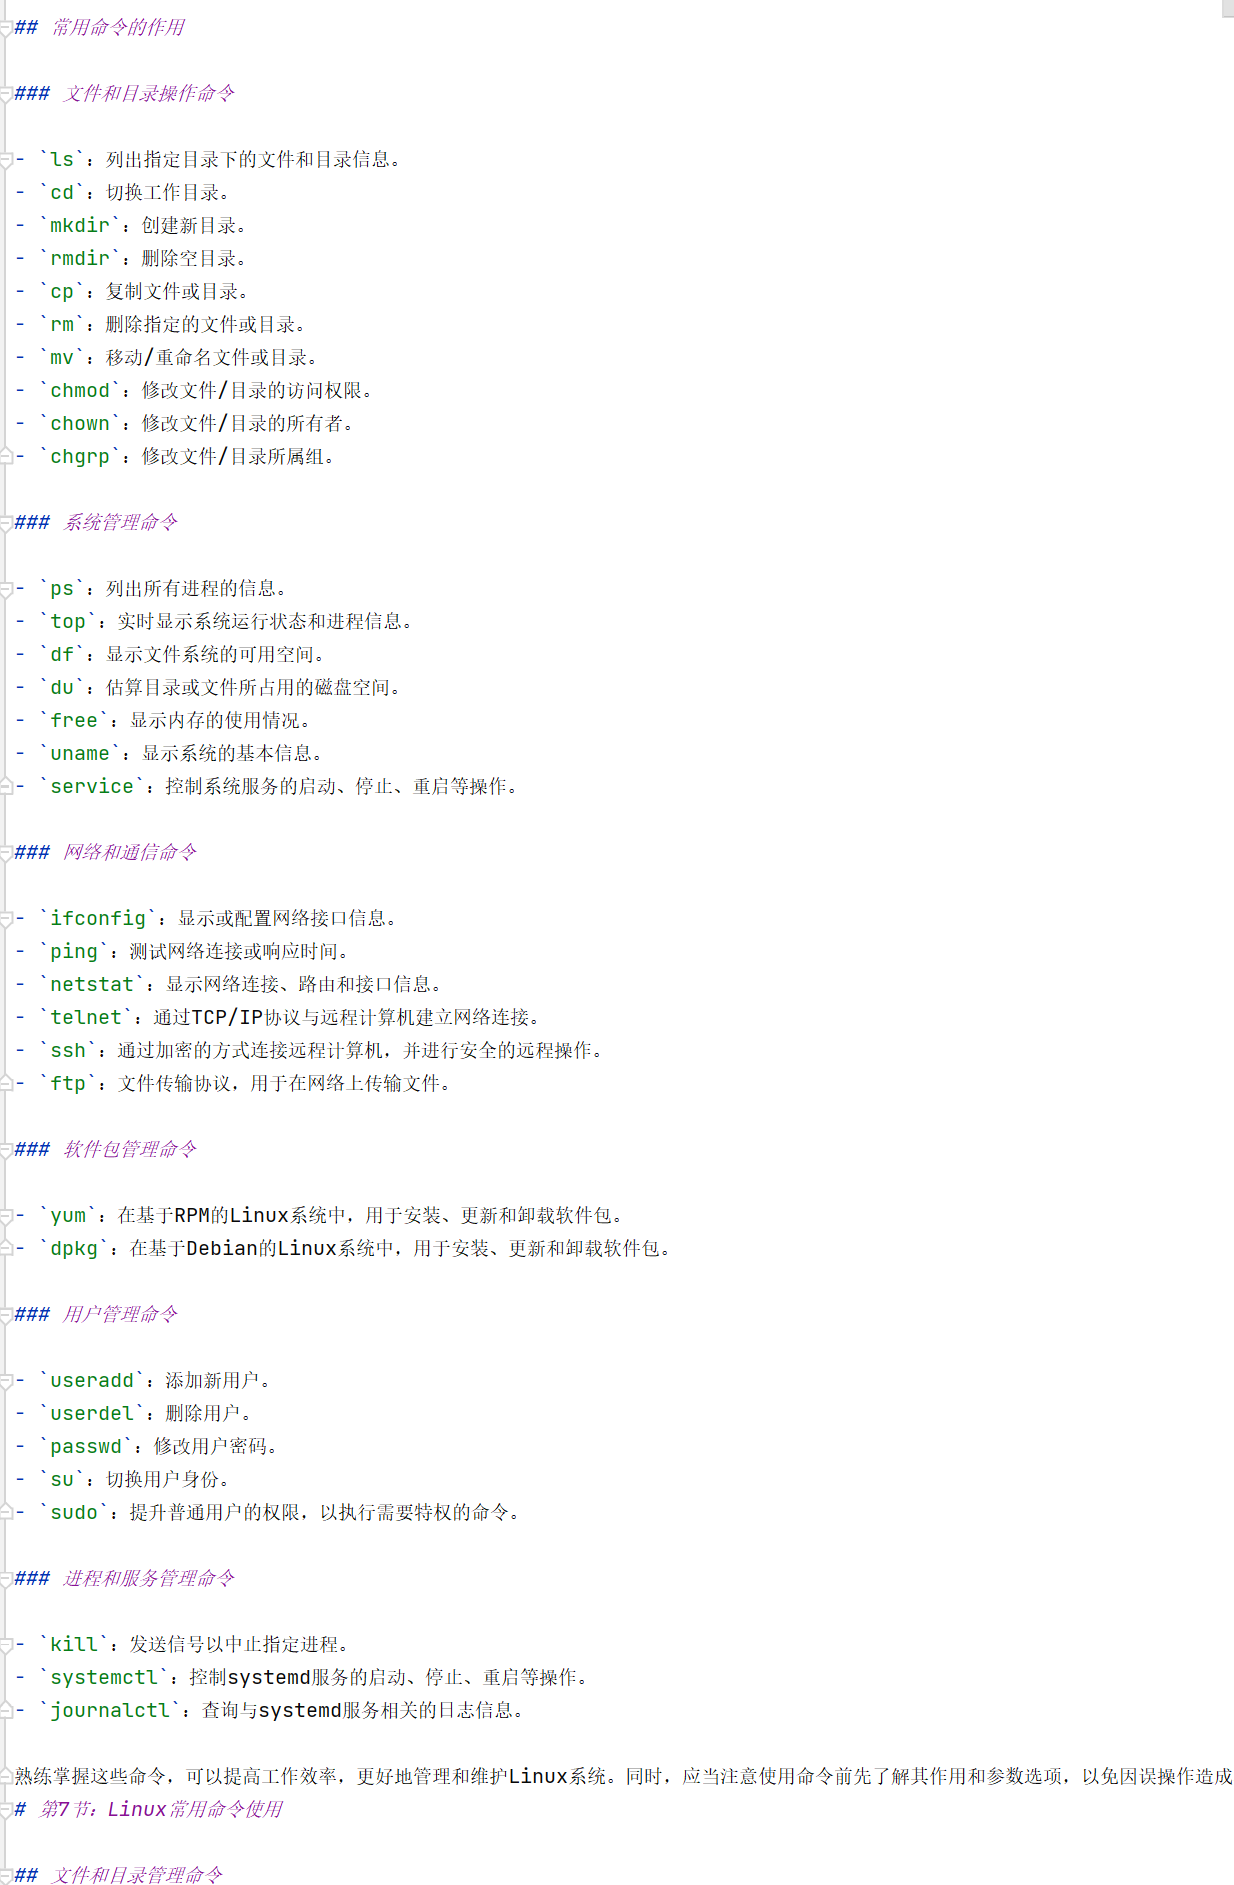 ## 常用命令的作用
### 文件和目录操作命令
- `ls`：列出指定目录下的文件和目录信息。
- `cd`：切换工作目录。
- `mkdir`：创建新目录。
- `rmdir`：删除空目录。
- `cp`：复制文件或目录。
- `rm`：删除指定的文件或目录。
- `mv`：移动/重命名文件或目录。
- `chmod`：修改文件/目录的访问权限。
- `chown`：修改文件/目录的所有者。
- `chgrp`：修改文件/目录所属组。
### 系统管理命令
- `ps`：列出所有进程的信息。
- `top`：实时显示系统运行状态和进程信息。
- `df`：显示文件系统的可用空间。
- `du`：估算目录或文件所占用的磁盘空间。
- `free`：显示内存的使用情况。
- `uname`：显示系统的基本信息。
- `service`：控制系统服务的启动、停止、重启等操作。
### 网络和通信命令
- `ifconfig`：显示或配置网络接口信息。
- `ping`：测试网络连接或响应时间。
- `netstat`：显示网络连接、路由和接口信息。
- `telnet`：通过TCP/IP协议与远程计算机建立网络连接。
- `ssh`：通过加密的方式连接远程计算机，并进行安全的远程操作。
- `ftp`：文件传输协议，用于在网络上传输文件。
### 软件包管理命令
- `yum`：在基于RPM的Linux系统中，用于安装、更新和卸载软件包。
- `dpkg`：在基于Debian的Linux系统中，用于安装、更新和卸载软件包。
### 用户管理命令
- `useradd`：添加新用户。
- `userdel`：删除用户。
- `passwd`：修改用户密码。
- `su`：切换用户身份。
- `sudo`：提升普通用户的权限，以执行需要特权的命令。
### 进程和服务管理命令
- `kill`：发送信号以中止指定进程。
- `systemctl`：控制systemd服务的启动、停止、重启等操作。
- `journalctl`：查询与systemd服务相关的日志信息。
熟练掌握这些命令，可以提高工作效率，更好地管理和维护Linux系统。同时，应当注意使用命令前先了解其作用和参数选项，以免因误操作造成
# 第7节：Linux常用命令使用
## 文件和目录管理命令